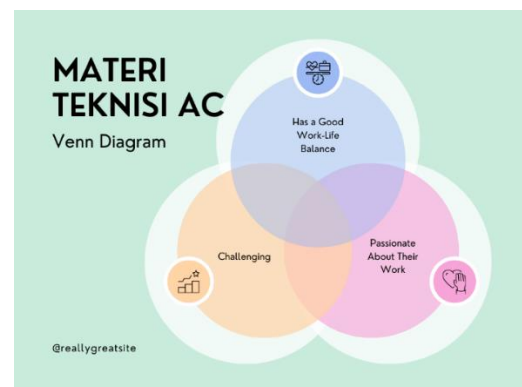 MATERI
TEKNISI AC
Venn Diagram
Has a Good
Work-Life
Balance
Challenging
Passionate
About Their
Work
@reallygreatsite